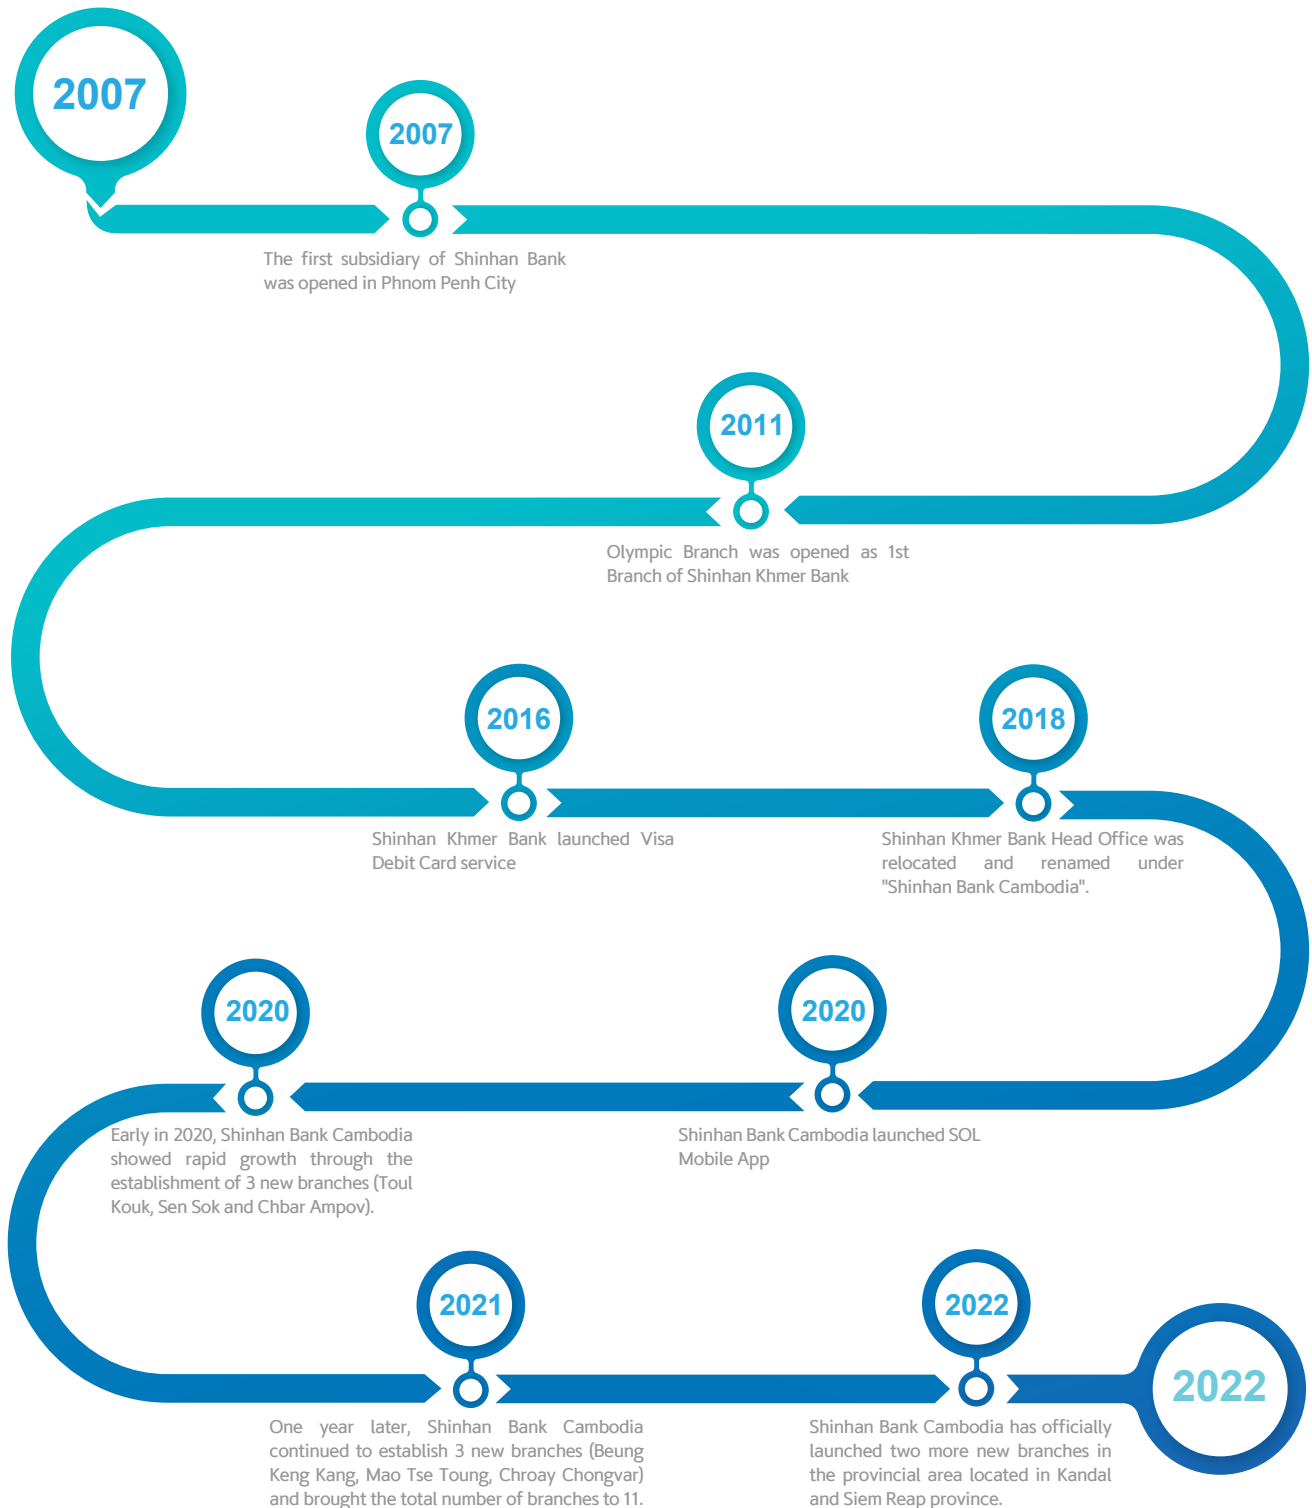 2007
2007
The first subsidiary of Shinhan Bank
was opened in Phnom Penh City
2011
Olympic Branch was opened as 1st
Branch of Shinhan Khmer Bank
2016
Shinhan Khmer Bank launched Visa
Debit Card service
2018
Shinhan Khmer Bank Head Office was
relocated and renamed under
"Shinhan Bank Cambodia".
2020
Shinhan Bank Cambodia launched SOL
Mobile App
2020
Early in 2020, Shinhan Bank Cambodia
showed rapid growth through the
establishment of 3 new branches (Toul
Kouk, Sen Sok and Chbar Ampov).
2021
One year later, Shinhan Bank Cambodia
continued to establish 3 new branches (Beung
Keng Kang, Mao Tse Toung, Chroay Chongvar)
and brought the total number of branches to 11.
2022
Shinhan Bank Cambodia has officially
launched two more new branches in
the provincial area located in Kandal
and Siem Reap province.
2022